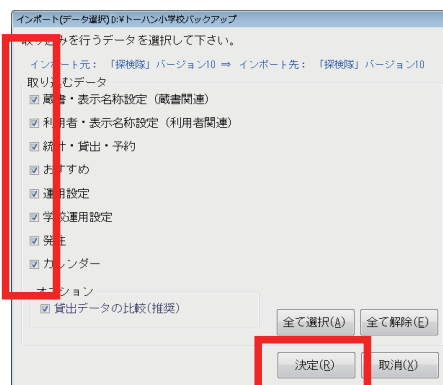 インポート(データ選択) D:¥トーハン小学校バックアップ
取り込みを行うデータを選択して下さい。
インポート元：「探検隊」バージョン10 ⇒ インポート先：「探検隊」バージョン10
取り込むデータ
蔵書・表示名称設定（蔵書関連）
利用者・表示名称設定（利用者関連）
統計・貸出・予約
おすすめ
運用設定
学校運用設定
発注
カレンダー
オプション
貸出データの比較(推奨)
全て選択(A) 全て解除(E)
決定(R) 取消(X)